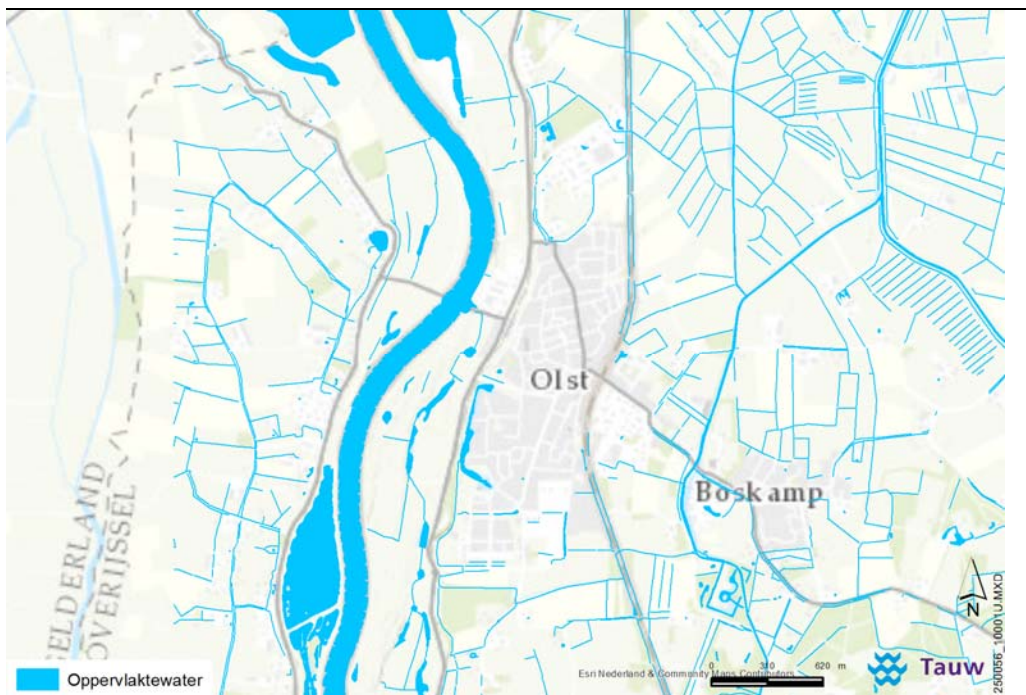 Olst
Boskamp
GELDERLAND
OVERIJSSEL
N
250056_10001U.MXD
Esri Nederland & Community Maps Contributors
0 310 620 m
Tauw
Oppervlaktewater